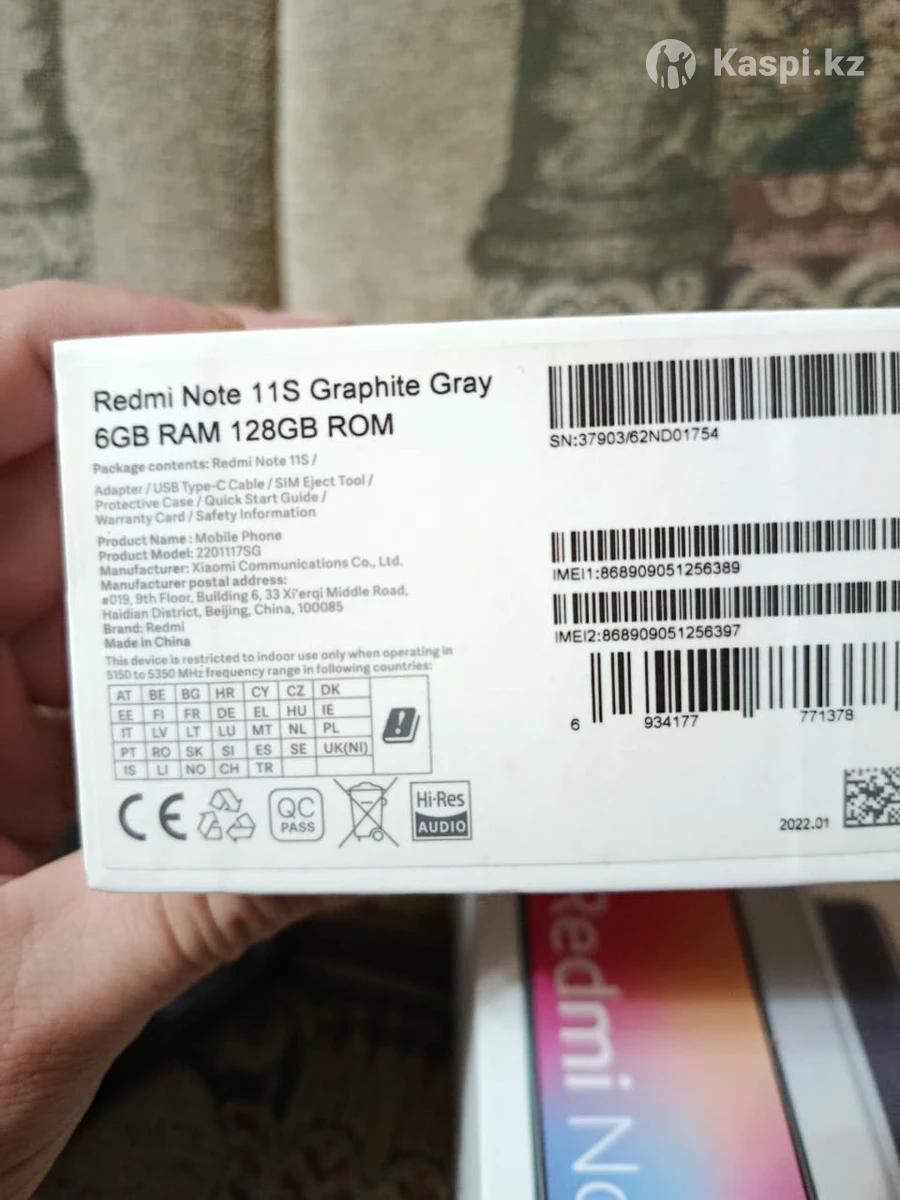 Kaspi.kz
Redmi Note 11S Graphite Gray
6GB RAM 128GB ROM
Package contents: Redmi Note 11S /
Adapter / USB Type-C Cable / SIM Eject Tool /
Protective Case / Quick Start Guide /
Warranty Card / Safety Information
Product Name : Mobile Phone
Product Model: 2201117SG
Manufacturer: Xiaomi Communications Co., Ltd.
Manufacturer postal address:
#019, 9th Floor, Building 6, 33 Xi'erqi Middle Road,
Haidian District, Beijing, China, 100085
Brand: Redmi
Made in China
This device is restricted to indoor use only when operating in
5150 to 5350 MHz frequency range in following countries:
AT BE BG HR CY CZ DK
EE FI FR DE EL HU IE
IT LV LT LU MT NL PL
PT RO SK SI ES SE UK(NI)
IS LI NO CH TR
CE
QC
PASS
Hi-Res
AUDIO
SN:37903/62ND01754
IMEI1:868909051256389
IMEI2:868909051256397
6 934177 771378
2022.01
Redmi No